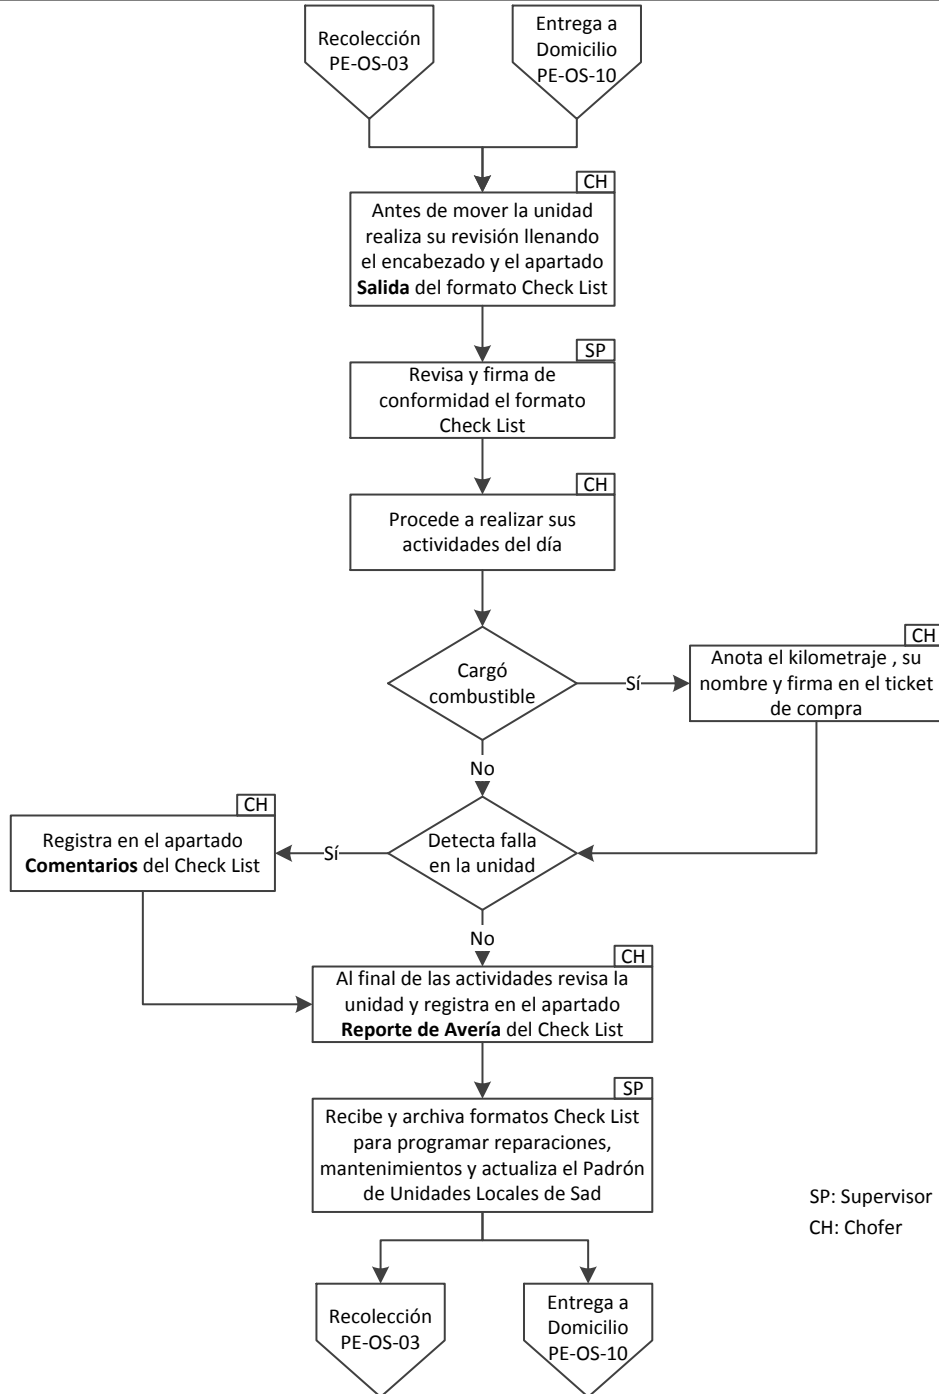 Recolección
PE-OS-03
Entrega a
Domicilio
PE-OS-10
CH
Antes de mover la unidad
realiza su revisión llenando
el encabezado y el apartado
Salida del formato Check List
SP
Revisa y firma de
conformidad el formato
Check List
CH
Procede a realizar sus
actividades del día
Cargó
combustible
Sí
CH
Anota el kilometraje , su
nombre y firma en el ticket
de compra
No
Detecta falla
en la unidad
Sí
CH
Registra en el apartado
Comentarios del Check List
No
CH
Al final de las actividades revisa la
unidad y registra en el apartado
Reporte de Avería del Check List
SP
Recibe y archiva formatos Check List
para programar reparaciones,
mantenimientos y actualiza el Padrón
de Unidades Locales de Sad
SP: Supervisor
CH: Chofer
Recolección
PE-OS-03
Entrega a
Domicilio
PE-OS-10